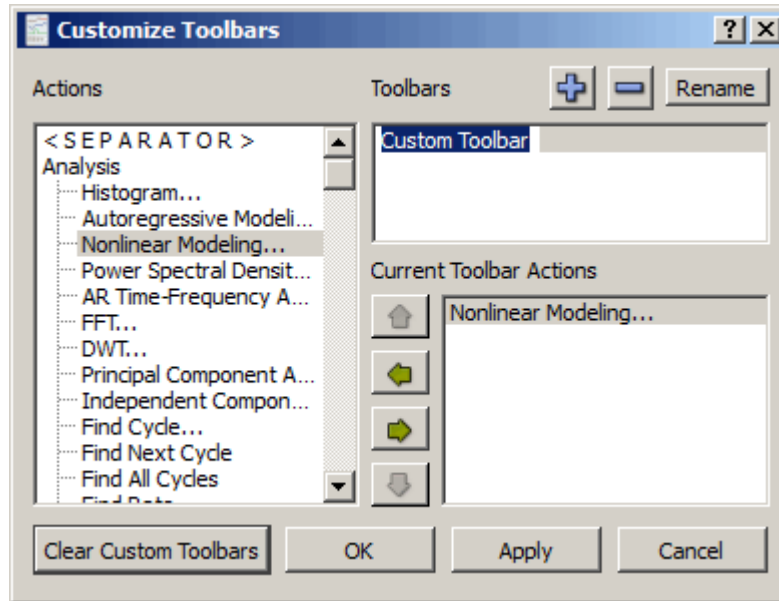 Customize Toolbars
Actions
Toolbars
Rename
<SEPARATOR>
Analysis
Histogram...
Autoregressive Modeli...
Nonlinear Modeling...
Power Spectral Densit...
AR Time-Frequency A...
FFT...
DWT...
Principal Component A...
Independent Compon...
Find Cycle...
Find Next Cycle
Find All Cycles
Custom Toolbar
Current Toolbar Actions
Nonlinear Modeling...
Clear Custom Toolbars
OK
Apply
Cancel